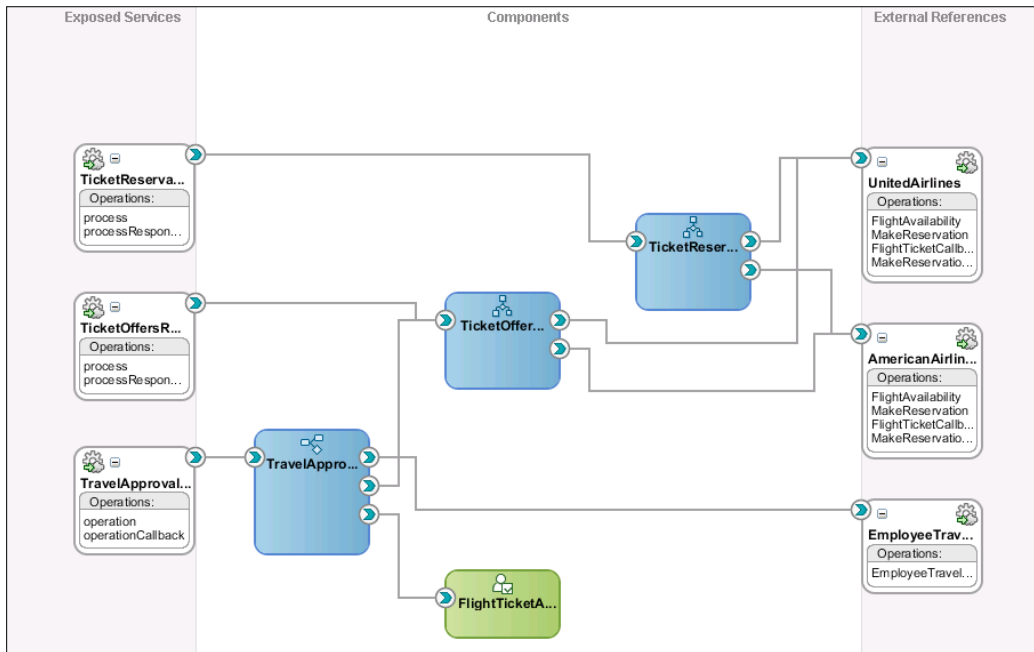 Exposed Services
Components
External References
TicketReserva...
Operations:
process
processRespon...
TicketOffersR...
Operations:
process
processRespon...
TravelApproval...
Operations:
operation
operationCallback
TicketReser...
TicketOffer...
TravelAppro...
FlightTicketA...
UnitedAirlines
Operations:
FlightAvailability
MakeReservation
FlightTicketCallb...
MakeReservatio...
AmericanAirlin...
Operations:
FlightAvailability
MakeReservation
FlightTicketCallb...
MakeReservatio...
EmployeeTrav...
Operations:
EmployeeTravel...